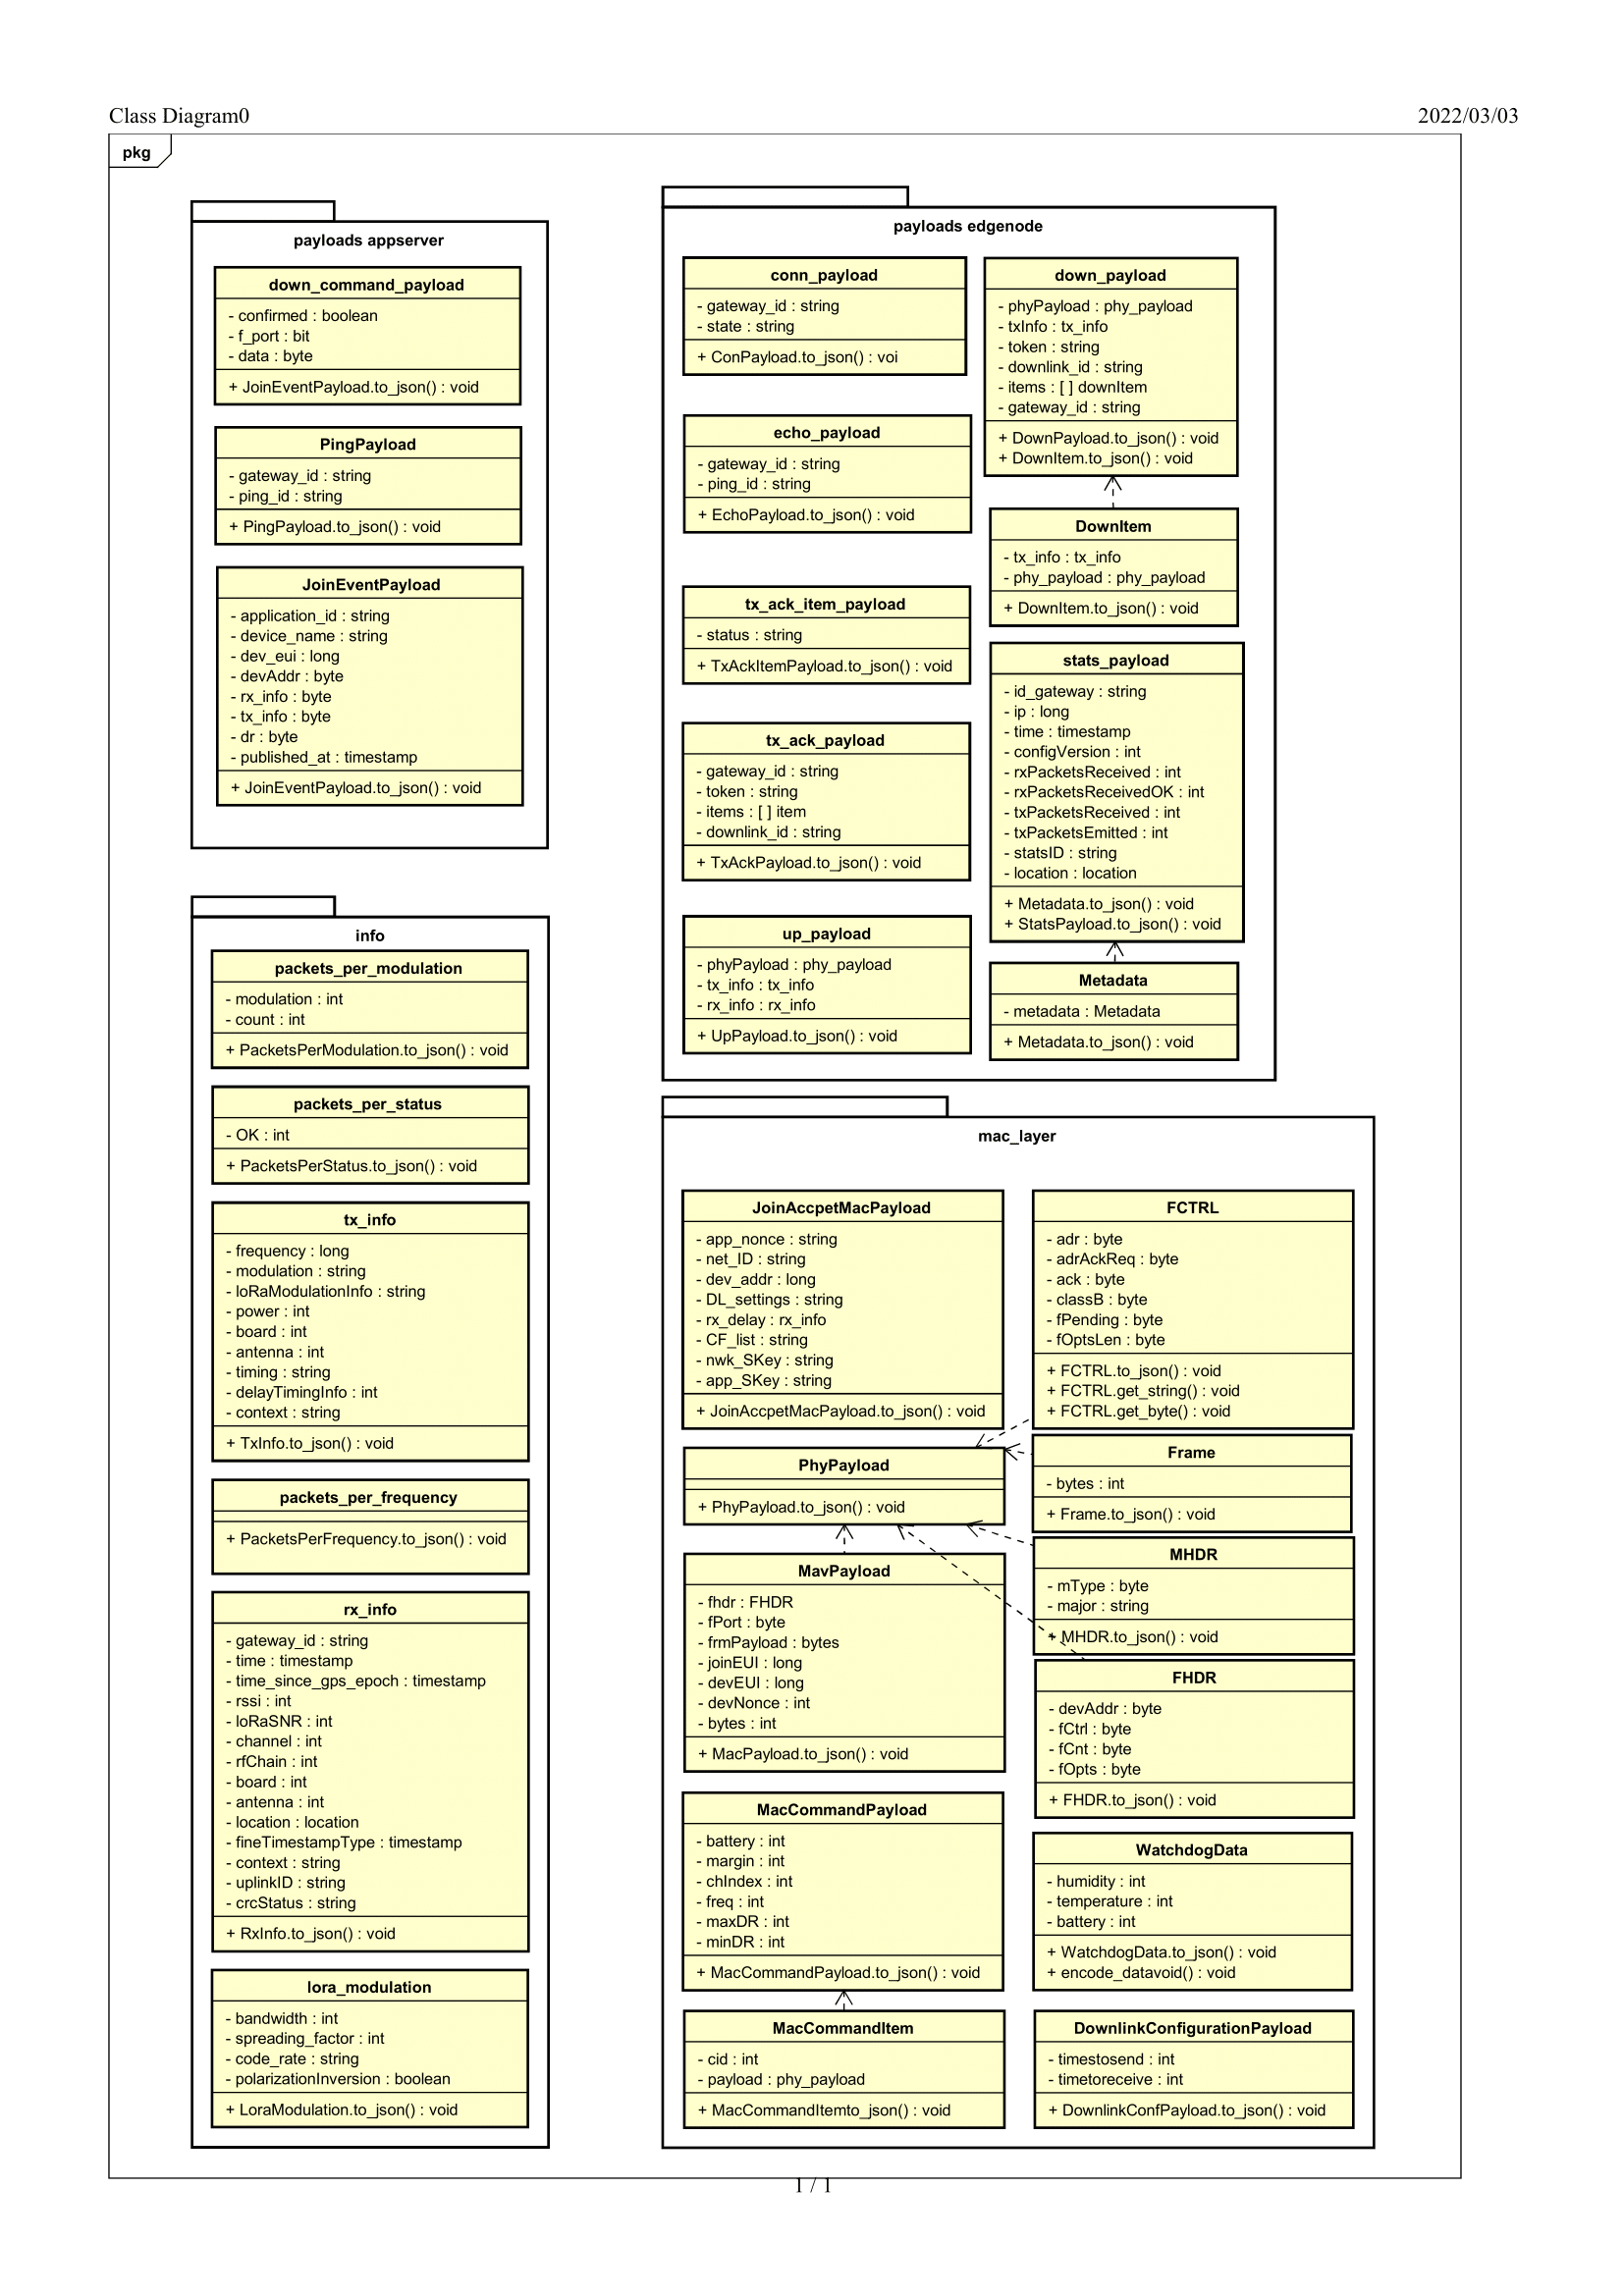 Class Diagram0
2022/03/03
pkg
payloads appserver
down_command_payload
- confirmed : boolean
- f_port : bit
- data : byte
+ JoinEventPayload.to_json() : void
PingPayload
- gateway_id : string
- ping_id : string
+ PingPayload.to_json() : void
JoinEventPayload
- application_id : string
- device_name : string
- dev_eui : long
- devAddr : byte
- rx_info : byte
- tx_info : byte
- dr : byte
- published_at : timestamp
+ JoinEventPayload.to_json() : void
info
packets_per_modulation
- modulation : int
- count : int
+ PacketsPerModulation.to_json() : void
packets_per_status
- OK : int
+ PacketsPerStatus.to_json() : void
tx_info
- frequency : long
- modulation : string
- loRaModulationInfo : string
- power : int
- board : int
- antenna : int
- timing : string
- delayTimingInfo : int
- context : string
+ TxInfo.to_json() : void
packets_per_frequency
+ PacketsPerFrequency.to_json() : void
rx_info
- gateway_id : string
- time : timestamp
- time_since_gps_epoch : timestamp
- rssi : int
- loRaSNR : int
- channel : int
- rfChain : int
- board : int
- antenna : int
- location : location
- fineTimestampType : timestamp
- context : string
- uplinkID : string
- crcStatus : string
+ RxInfo.to_json() : void
lora_modulation
- bandwidth : int
- spreading_factor : int
- code_rate : string
- polarizationInversion : boolean
+ LoraModulation.to_json() : void
payloads edgenode
conn_payload
- gateway_id : string
- state : string
+ ConPayload.to_json() : voi
echo_payload
- gateway_id : string
- ping_id : string
+ EchoPayload.to_json() : void
tx_ack_item_payload
- status : string
+ TxAckItemPayload.to_json() : void
tx_ack_payload
- gateway_id : string
- token : string
- items : [ ] item
- downlink_id : string
+ TxAckPayload.to_json() : void
up_payload
- phyPayload : phy_payload
- tx_info : tx_info
- rx_info : rx_info
+ UpPayload.to_json() : void
down_payload
- phyPayload : phy_payload
- txInfo : tx_info
- token : string
- downlink_id : string
- items : [ ] downItem
- gateway_id : string
+ DownPayload.to_json() : void
+ DownItem.to_json() : void
DownItem
- tx_info : tx_info
- phy_payload : phy_payload
+ DownItem.to_json() : void
stats_payload
- id_gateway : string
- ip : long
- time : timestamp
- configVersion : int
- rxPacketsReceived : int
- rxPacketsReceivedOK : int
- txPacketsReceived : int
- txPacketsEmitted : int
- statsID : string
- location : location
+ Metadata.to_json() : void
+ StatsPayload.to_json() : void
Metadata
- metadata : Metadata
+ Metadata.to_json() : void
mac_layer
JoinAccpetMacPayload
- app_nonce : string
- net_ID : string
- dev_addr : long
- DL_settings : string
- rx_delay : rx_info
- CF_list : string
- nwk_SKey : string
- app_SKey : string
+ JoinAccpetMacPayload.to_json() : void
PhyPayload
+ PhyPayload.to_json() : void
MavPayload
- fhdr : FHDR
- fPort : byte
- frmPayload : bytes
- joinEUI : long
- devEUI : long
- devNonce : int
- bytes : int
+ MacPayload.to_json() : void
MacCommandPayload
- battery : int
- margin : int
- chIndex : int
- freq : int
- maxDR : int
- minDR : int
+ MacCommandPayload.to_json() : void
MacCommandItem
- cid : int
- payload : phy_payload
+ MacCommandItemto_json() : void
FCTRL
- adr : byte
- adrAckReq : byte
- ack : byte
- classB : byte
- fPending : byte
- fOptsLen : byte
+ FCTRL.to_json() : void
+ FCTRL.get_string() : void
+ FCTRL.get_byte() : void
Frame
- bytes : int
+ Frame.to_json() : void
MHDR
- mType : byte
- major : string
+ MHDR.to_json() : void
FHDR
- devAddr : byte
- fCtrl : byte
- fCnt : byte
- fOpts : byte
+ FHDR.to_json() : void
WatchdogData
- humidity : int
- temperature : int
- battery : int
+ WatchdogData.to_json() : void
+ encode_datavoid() : void
DownlinkConfigurationPayload
- timestosend : int
- timetoreceive : int
+ DownlinkConfPayload.to_json() : void
1 / 1